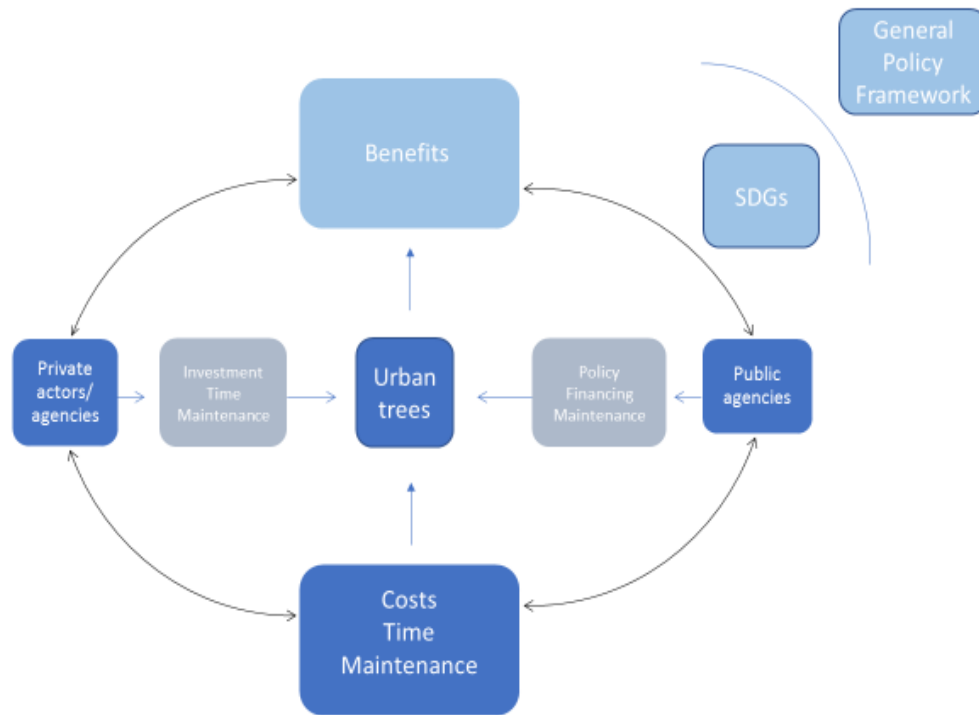 General
Policy
Framework
Benefits
SDGs
Private
actors/
agencies
Investment
Time
Maintenance
Urban
trees
Policy
Financing
Maintenance
Public
agencies
Costs
Time
Maintenance